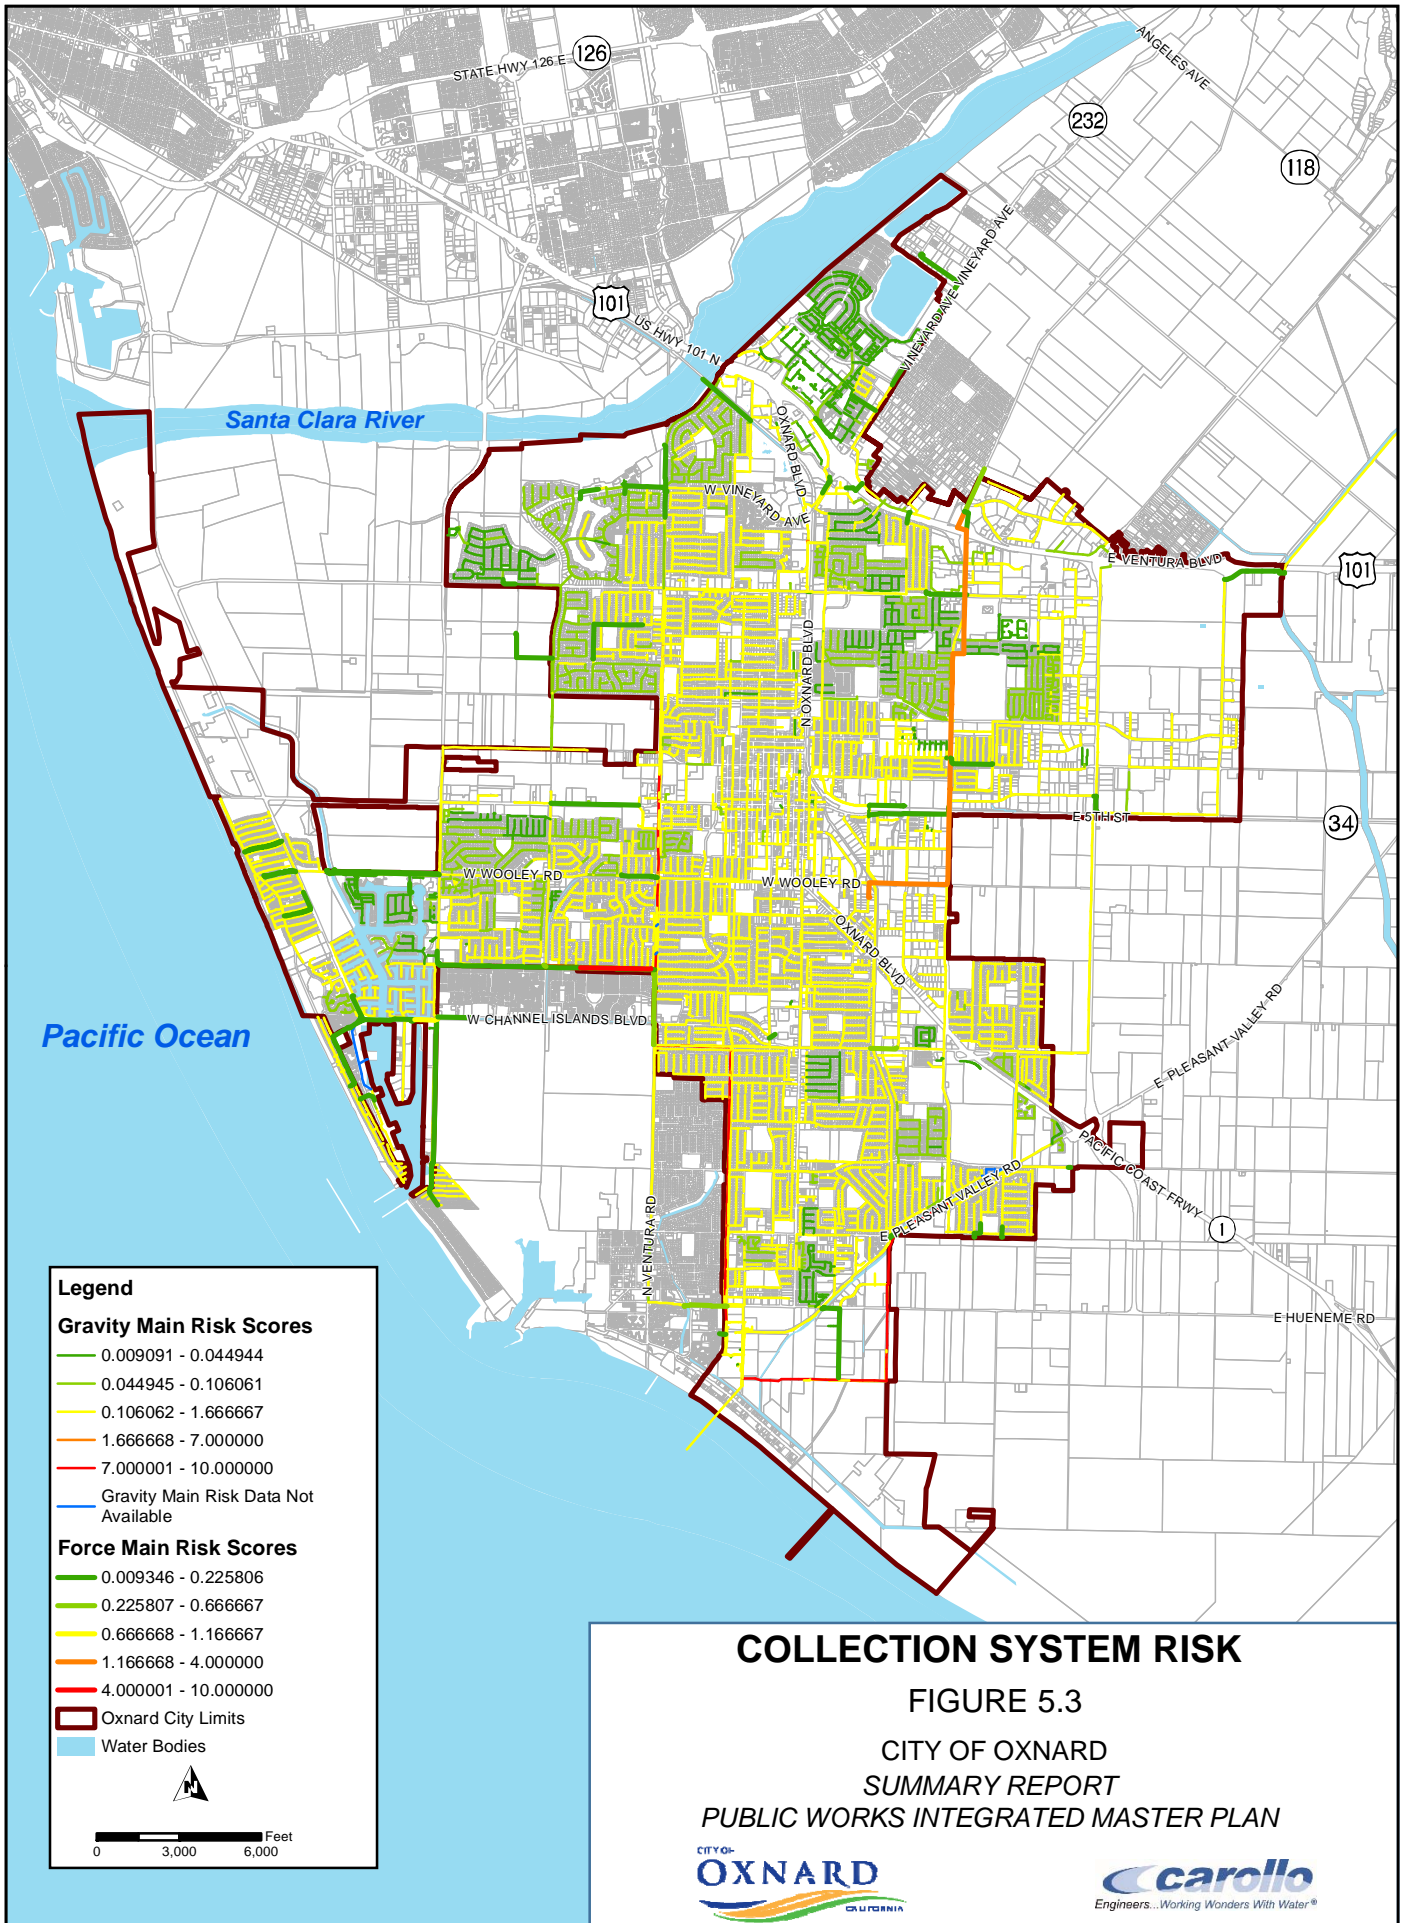 126
STATE HWY 126 E
ANGELES AVE
232
118
101
US HWY 101 N
VINEYARD AVE
VINEYARD AVE
Santa Clara River
OXNARD BLVD
W VINEYARD AVE
E VENTURA BLVD
101
N OXNARD BLVD
E 5TH ST
34
W WOOLEY RD
W WOOLEY RD
OXNARD BLVD
W CHANNEL ISLANDS BLVD
Pacific Ocean
E PLEASANT VALLEY RD
PACIFIC COAST FRWY
E PLEASANT VALLEY RD
1
N VENTURA RD
E HUENEME RD
Legend
Gravity Main Risk Scores
0.009091 - 0.044944
0.044945 - 0.106061
0.106062 - 1.666667
1.666668 - 7.000000
7.000001 - 10.000000
Gravity Main Risk Data Not
Available
Force Main Risk Scores
0.009346 - 0.225806
0.225807 - 0.666667
0.666668 - 1.166667
1.166668 - 4.000000
4.000001 - 10.000000
Oxnard City Limits
Water Bodies
N
Feet
0 3,000 6,000
COLLECTION SYSTEM RISK
FIGURE 5.3
CITY OF OXNARD
SUMMARY REPORT
PUBLIC WORKS INTEGRATED MASTER PLAN
CITY OF
OXNARD
CALIFORNIA
carollo
Engineers...Working Wonders With Water®